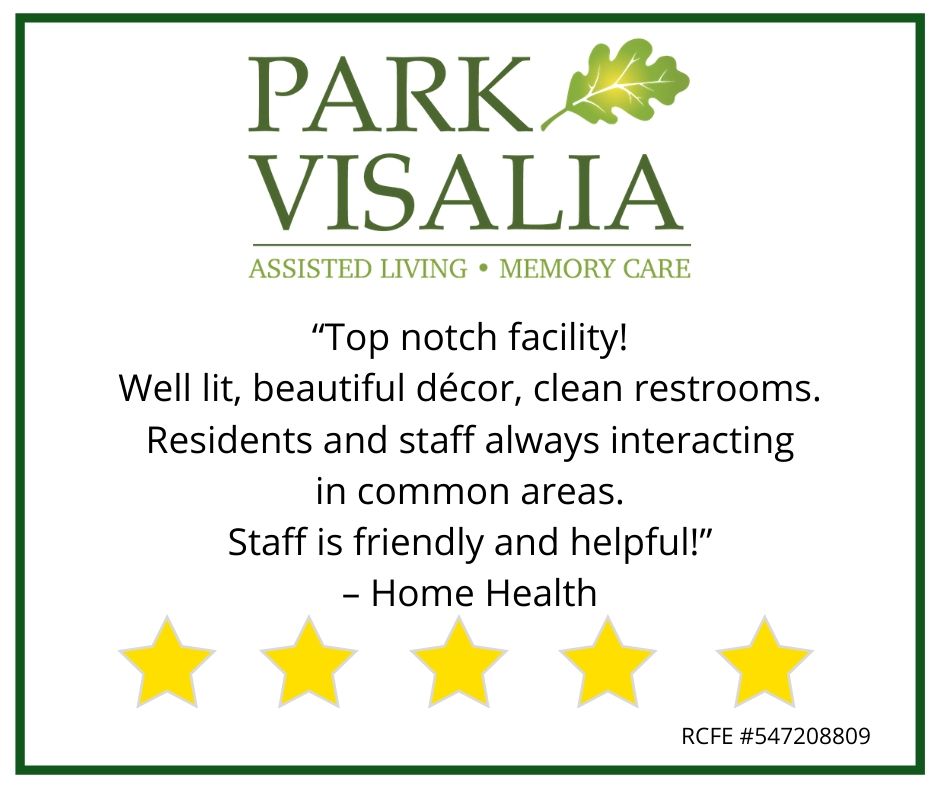 PARK
VISALIA
ASSISTED LIVING • MEMORY CARE
“Top notch facility!
Well lit, beautiful décor, clean restrooms.
Residents and staff always interacting
in common areas.
Staff is friendly and helpful!”
– Home Health
RCFE #547208809